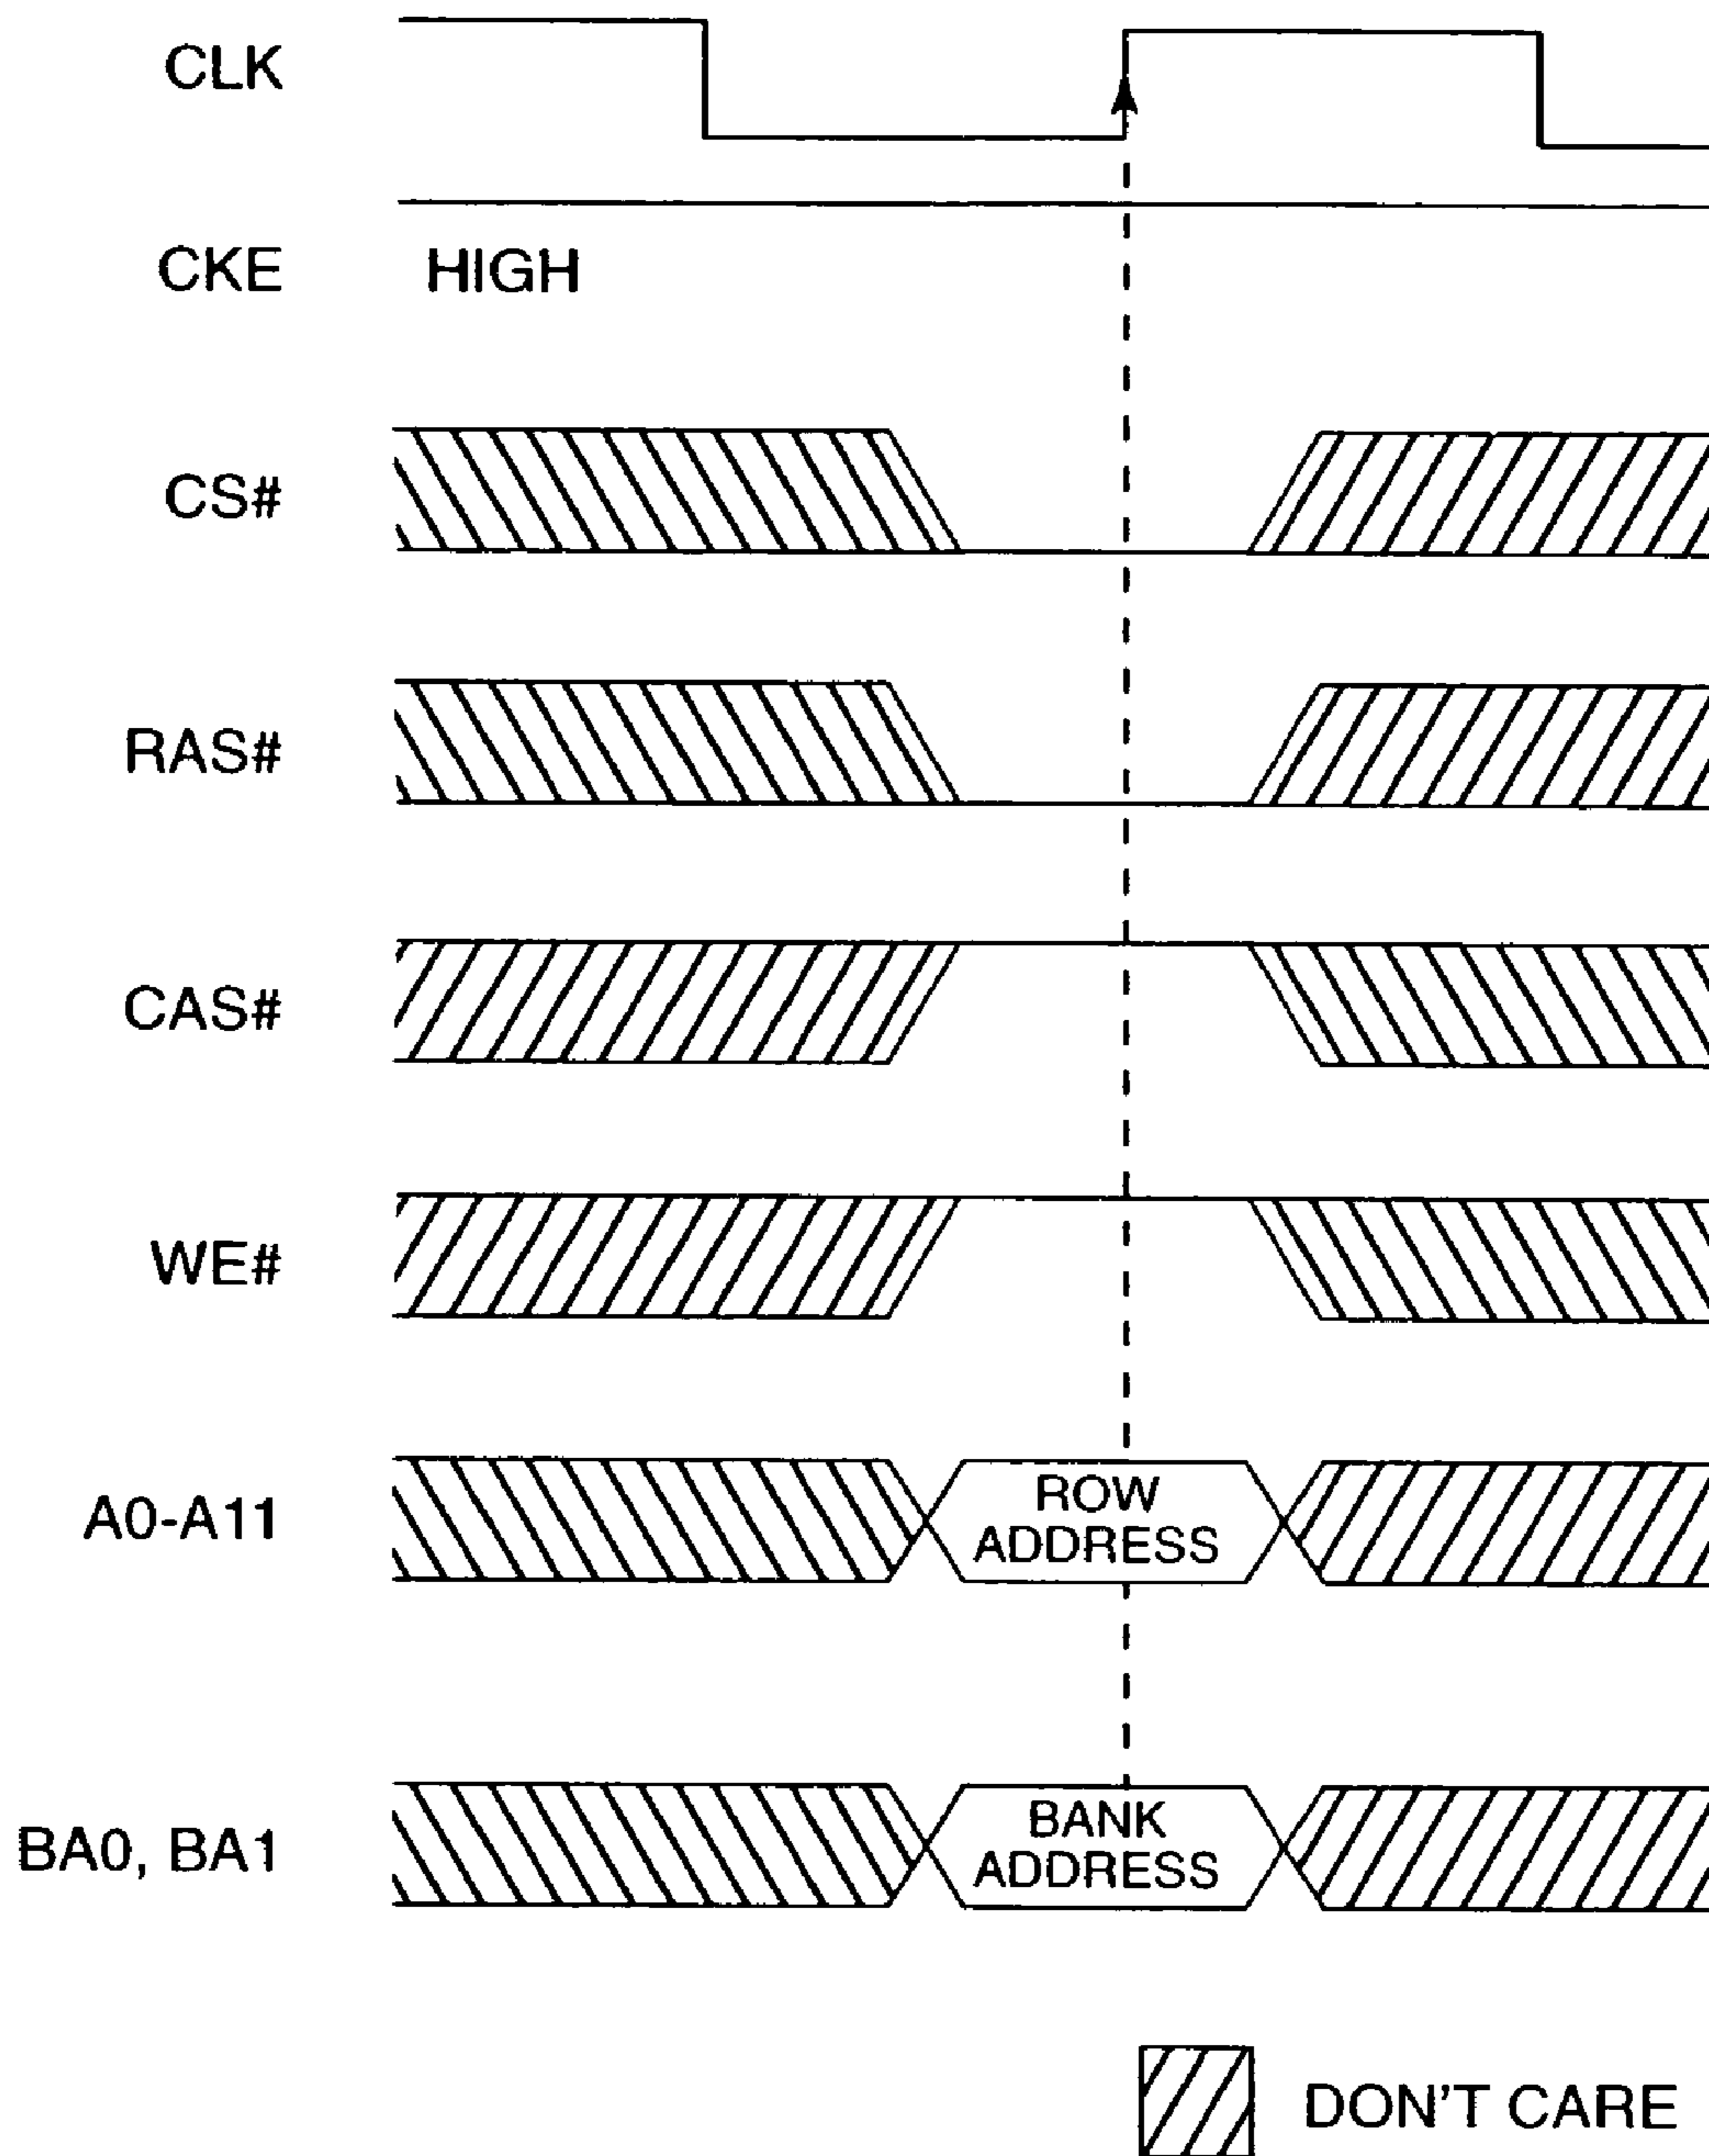 CLK
CKE HIGH
CS#
RAS#
CAS#
WE#
A0-A11
ROW
ADDRESS
BA0, BA1
BANK
ADDRESS
DON'T CARE